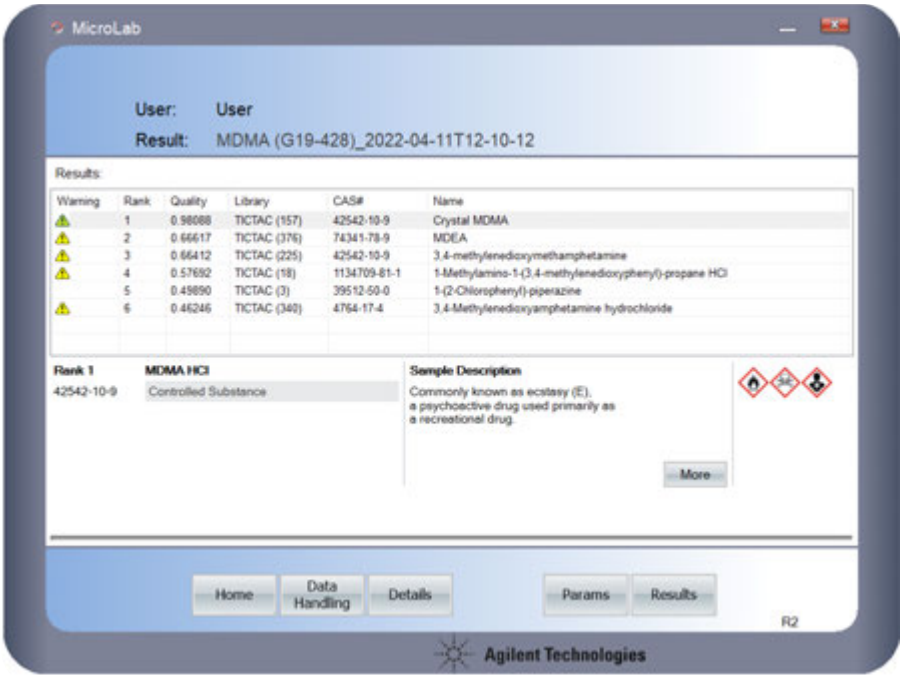 MicroLab
User: User
Result: MDMA (G19-428)_2022-04-11T12-10-12
Results:
Warning Rank Quality Library CAS# Name
1 0.98088 TICTAC (157) 42542-10-9 Crystal MDMA
2 0.66617 TICTAC (376) 74341-78-9 MDEA
3 0.66412 TICTAC (225) 42542-10-9 3,4-methylenedioxymethamphetamine
4 0.57692 TICTAC (18) 1134709-81-1 1-Methylamino-1-(3,4-methylenedioxyphenyl)-propane HCl
5 0.49890 TICTAC (3) 39512-50-0 1-(2-Chlorophenyl)-piperazine
6 0.46246 TICTAC (340) 4764-17-4 3,4-Methylenedioxyamphetamine hydrochloride
Rank 1 MDMA HCl Sample Description
42542-10-9 Controlled Substance Commonly known as ecstasy (E),
a psychoactive drug used primarily as
a recreational drug.
More
Home Data Handling Details Params Results
R2
Agilent Technologies